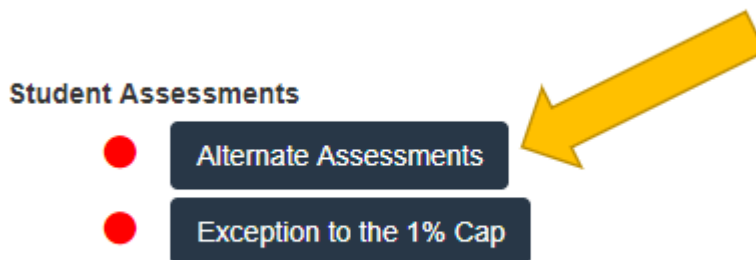 Student Assessments
Alternate Assessments
Exception to the 1% Cap